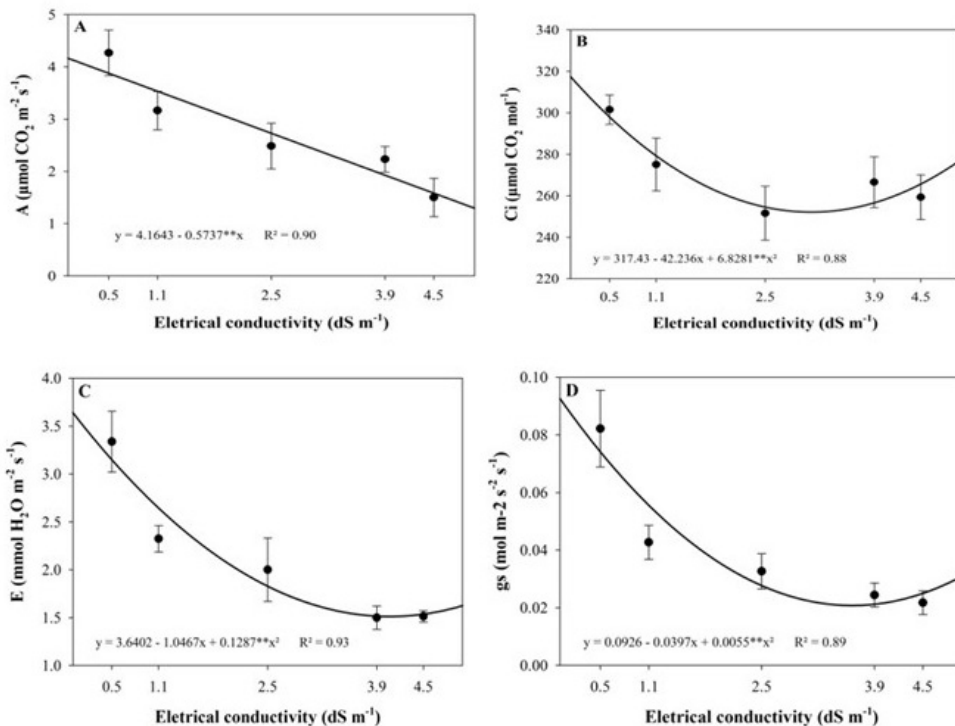 A
A (μmol CO₂ m⁻² s⁻¹)
5
4
3
2
1
0
y = 4.1643 - 0.5737**x R² = 0.90
0.5 1.1 2.5 3.9 4.5
Eletrical conductivity (dS m⁻¹)
B
Ci (μmol CO₂ mol⁻¹)
340
320
300
280
260
240
220
y = 317.43 - 42.236x + 6.8281**x² R² = 0.88
0.5 1.1 2.5 3.9 4.5
Eletrical conductivity (dS m⁻¹)
C
E (mmol H₂O m⁻² s⁻¹)
4.0
3.5
3.0
2.5
2.0
1.5
1.0
y = 3.6402 - 1.0467x + 0.1287**x² R² = 0.93
0.5 1.1 2.5 3.9 4.5
Eletrical conductivity (dS m⁻¹)
D
gs (mol m-2 s⁻² s⁻¹)
0.10
0.08
0.06
0.04
0.02
0.00
y = 0.0926 - 0.0397x + 0.0055**x² R² = 0.89
0.5 1.1 2.5 3.9 4.5
Eletrical conductivity (dS m⁻¹)